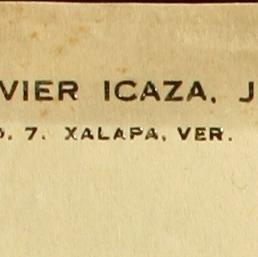 VIER ICAZA, J
O. 7. XALAPA, VER.